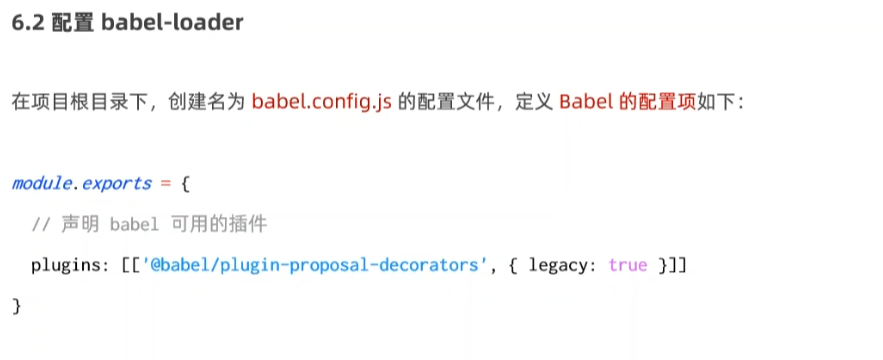 6.2 配置 babel-loader
在项目根目录下，创建名为 babel.config.js 的配置文件，定义 Babel 的配置项如下：
module.exports = {
// 声明 babel 可用的插件
plugins: [['@babel/plugin-proposal-decorators', { legacy: true }]]
}